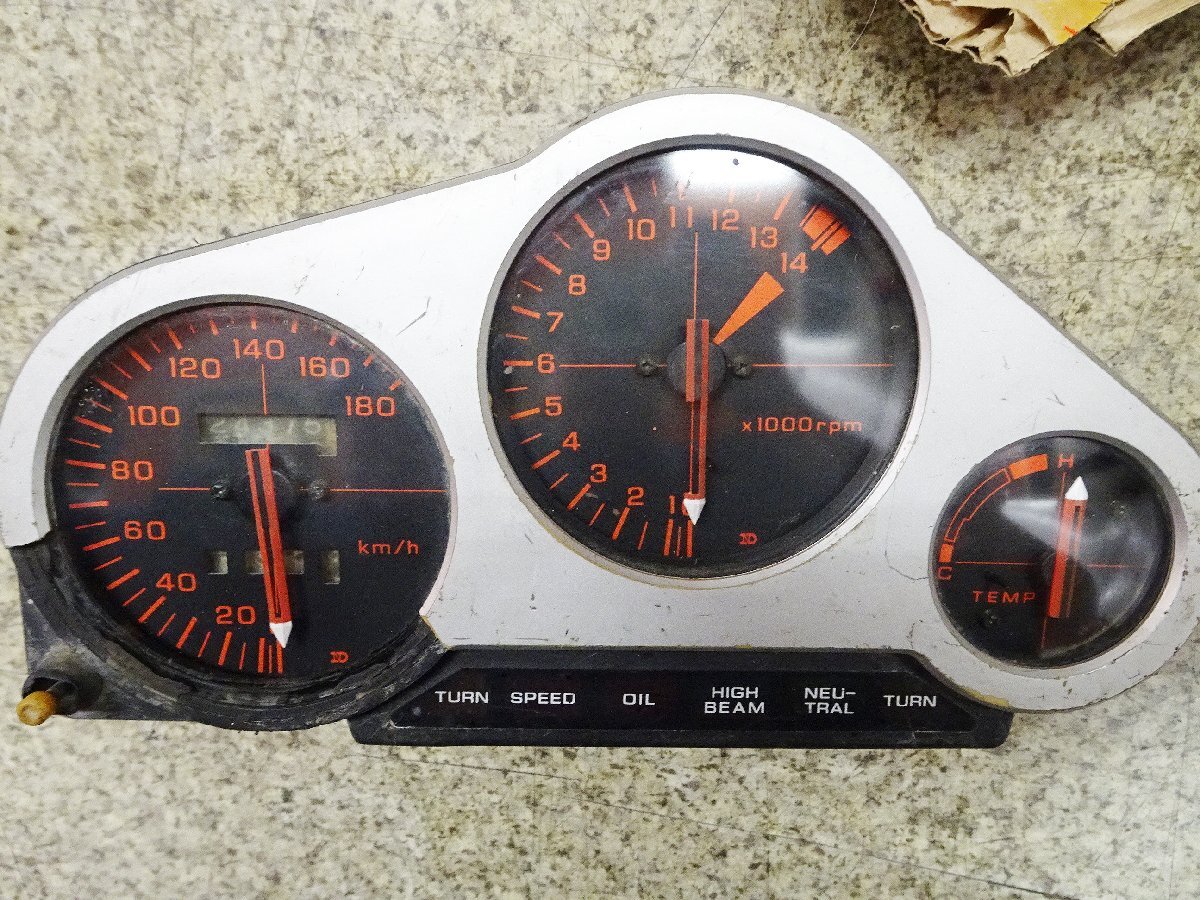 20
40
60
80
100
120
140
160
180
km/h
1
2
3
4
5
6
7
8
9
10
11
12
13
14
x1000rpm
H
C
TEMP
TURN
SPEED
OIL
HIGH
BEAM
NEU-
TRAL
TURN